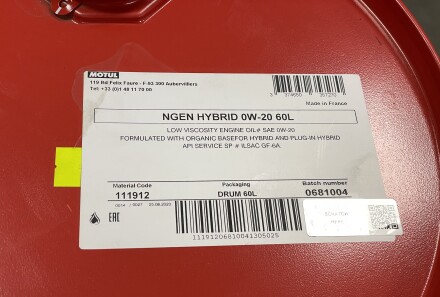 MOTUL
119 Bd Felix Faure - F-93 300 Aubervilliers
Tel: +33 (0)1 48 11 70 00
Made in France
NGEN HYBRID 0W-20 60L
LOW VISCOSITY ENGINE OIL# SAE 0W-20
FORMULATED WITH ORGANIC BASEFOR HYBRID AND PLUG-IN HYBRID
API SERVICE SP # ILSAC GF-6A.
Material Code Packaging Batch number
111912 DRUM 60L 0681004
EAC
11191206810041305025